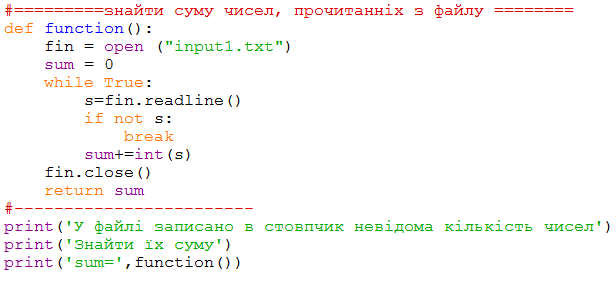 #=========знайти суму чисел, прочитанніх з файлу ========
def function():
    fin = open ("input1.txt")
    sum = 0
    while True:
        s=fin.readline()
        if not s:
            break
        sum+=int(s)
    fin.close()
    return sum
#------------------------
print('У файлі записано в стовпчик невідома кількість чисел')
print('Знайти їх суму')
print('sum=',function())